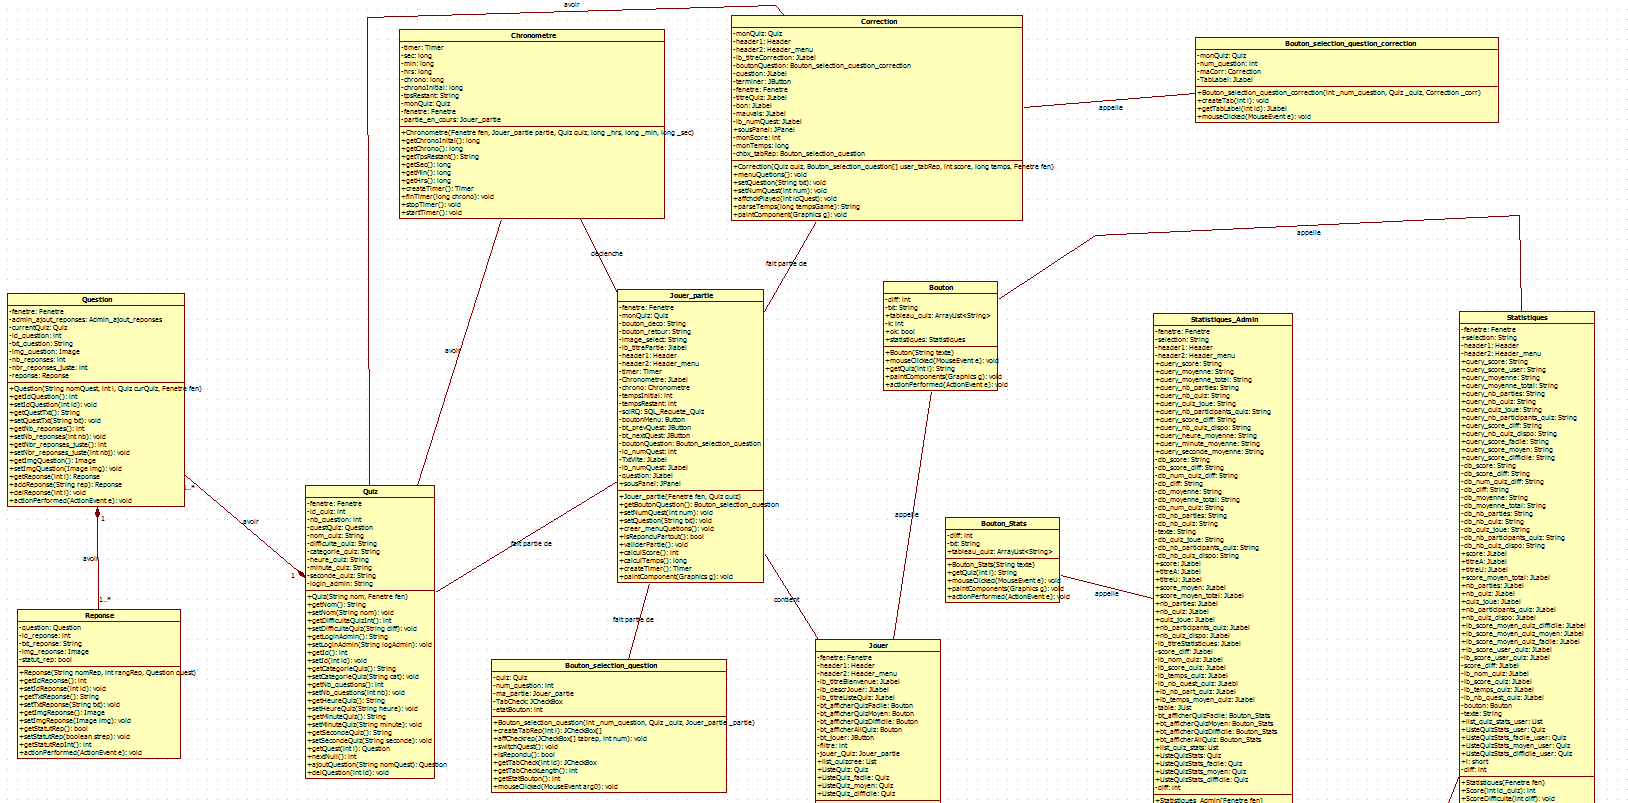 avoir
Chronometre
-timer: Timer
-sec: long
-min: long
-hrs: long
-chrono: long
-chronoInitial: long
-tpsRestant: String
-monQuiz: Quiz
-fenetre: Fenetre
-partie_en_cours: Jouer_partie
+Chronometre(Fenetre fen, Jouer_partie partie, Quiz quiz, long _hrs, long _min, long _sec)
+getChronoInital(): long
+getChrono(): long
+getTpsRestant(): String
+getSec(): long
+getMin(): long
+getHrs(): long
+createTimer(): Timer
+finTimer(long chrono): void
+stopTimer(): void
+startTimer(): void
Correction
-monQuiz: Quiz
-header1: Header
-header2: Header_menu
-lb_titreCorrection: JLabel
-boutonQuestion: Bouton_selection_question_correction
-question: JLabel
-terminer: JButton
-fenetre: Fenetre
-titreQuiz: JLabel
-bon: JLabel
-mauvais: JLabel
-lb_numQuest: JLabel
+sousPanel: JPanel
-monScore: int
-monTemps: long
-chbx_tabRep: Bouton_selection_question
+Correction(Quiz quiz, Bouton_selection_question[] user_tabRep, int score, long temps, Fenetre fen)
+menuQuetions(): void
+setQuestion(String txt): void
+setNumQuest(int num): void
+affchckPlayed(int idQuest): void
+parseTemps(long tempsGame): String
+paintComponent(Graphics g): void
appelle
Bouton_selection_question_correction
-monQuiz: Quiz
-num_question: int
-maCorr: Correction
-TabLabel: JLabel
+Bouton_selection_question_correction(int _num_question, Quiz _quiz, Correction _corr)
+createTab(int i): void
+getTabLabel(int id): JLabel
+mouseClicked(MouseEvent e): void
declenche
fait partie de
appelle
Question
-fenetre: Fenetre
-admin_ajout_reponses: Admin_ajout_reponses
-currentQuiz: Quiz
-id_question: int
-txt_question: String
-img_question: Image
-nb_reponses: int
-nbr_reponses_juste: int
-reponse: Reponse
+Question(String nomQuest, int i, Quiz curQuiz, Fenetre fen)
+getIdQuestion(): int
+setIdQuestion(int id): void
+getQuestTxt(): String
+setQuestTxt(String txt): void
+getNb_reponses(): int
+setNb_reponses(int nb): void
+getNbr_reponses_juste(): int
+setNbr_reponses_juste(int nbj): void
+getImgQuestion(): Image
+setImgQuestion(Image img): void
+getReponse(int i): Reponse
+addReponse(String rep): Reponse
+delReponse(int i): void
+actionPerformed(ActionEvent e): void
1..*
avoir
1
1
avoir
1..*
Reponse
-question: Question
-id_reponse: int
-txt_reponse: String
-img_reponse: Image
-statut_rep: bool
+Reponse(String nomRep, int rangRep, Question quest)
+getIdReponse(): int
+setIdReponse(int id): void
+getTxtReponse(): String
+setTxtReponse(String txt): void
+getImgReponse(): Image
+setImgReponse(Image img): void
+getStatutRep(): bool
+setStatutRep(boolean strep): void
+getStatutRepInt(): int
+actionPerformed(ActionEvent e): void
avoir
Quiz
-fenetre: Fenetre
-id_quiz: int
-nb_question: int
-questQuiz: Question
-nom_quiz: String
-difficulte_quiz: String
-categorie_quiz: String
-heure_quiz: String
-minute_quiz: String
-seconde_quiz: String
-login_admin: String
+Quiz(String nom, Fenetre fen)
+getNom(): String
+setNom(String nom): void
+getDifficulteQuizInt(): int
+setDifficulteQuiz(String diff): void
+getLoginAdmin(): String
+setLoginAdmin(String logAdmin): void
+getId(): int
+setId(int id): void
+getCategorieQuiz(): String
+setCategorieQuiz(String cat): void
+getNb_questions(): int
+setNb_questions(int nb): void
+getHeureQuiz(): String
+setHeureQuiz(String heure): void
+getMinuteQuiz(): String
+setMinuteQuiz(String minute): void
+getSecondeQuiz(): String
+setSecondeQuiz(String seconde): void
+getQuest(int i): Question
+nextNull(): int
+ajoutQuestion(String nomQuest): Question
+delQuestion(int id): void
fait partie de
Jouer_partie
-fenetre: Fenetre
-monQuiz: Quiz
-bouton_deco: String
-bouton_retour: String
-image_select: String
-lb_titrePartie: Jlabel
-header1: Header
-header2: Header_menu
-timer: Timer
-Chronometre: JLabel
-chrono: Chronometre
-tempsInitial: int
-tempsRestant: int
-sqlRQ: SQL_Requete_Quiz
-boutonMenu: Button
-bt_prevQuest: JButton
-bt_nextQuest: JButton
-boutonQuestion: Bouton_selection_question
-id_numQuest: int
-TxtVite: JLabel
-lb_numQuest: JLabel
-question: JLabel
+sousPanel: JPanel
+Jouer_partie(Fenetre fen, Quiz quiz)
+getBoutonQuestion(): Bouton_selection_question
+setNumQuest(int num): void
+setQuestion(String txt): void
+creer_menuQuetions(): void
+isReponduPartout(): bool
+validerPartie(): void
+calculScore(): int
+calculTemps(): long
+createTimer(): Timer
+paintComponent(Graphics g): void
fait partie de
contient
Bouton_selection_question
-quiz: Quiz
-num_question: int
-ma_partie: Jouer_partie
-TabCheck: JCheckBox
-etatBouton: int
+Bouton_selection_question(int _num_question, Quiz _quiz, Jouer_partie _partie)
+createTabRep(int i): JCheckBox[]
+affCheckrep(JCheckBox[] tabrep, int num): void
+switchQuest(): void
+isRepondu(): bool
+getTabCheck(int id): JCheckBox
+getTabCheckLength(): int
+getStatBouton(): int
+mouseClicked(MouseEvent arg0): void
Bouton
-diff: int
-txt: String
+tableau_quiz: ArrayList<String>
-k: int
+ok: bool
+statistiques: Statistiques
+Bouton(String texte)
+mouseClicked(MouseEvent e): void
+getQuiz(int i): String
+paintComponents(Graphics g): void
+actionPerformed(ActionEvent e): void
appelle
Bouton_Stats
-diff: int
-txt: String
+tableau_quiz: ArrayList<String>
+Bouton_Stats(String texte)
+getQuiz(int i): String
+mouseClicked(MouseEvent e): void
+paintComponents(Graphics g): void
+actionPerformed(ActionEvent e): void
appelle
Jouer
-fenetre: Fenetre
-header1: Header
-header2: Header_menu
-lb_titreBienvenue: JLabel
-lb_descrJouer: JLabel
-lb_titreListeQuiz: JLabel
-bt_afficherQuizFacile: Bouton
-bt_afficherQuizMoyen: Bouton
-bt_afficherQuizDifficile: Bouton
-bt_afficherAllQuiz: Bouton
-bt_jouer: JButton
-filtre: int
-jouer_Quiz: Jouer_partie
+list_quizcree: List
+ListeQuiz: Quiz
+ListeQuiz_facile: Quiz
+ListeQuiz_moyen: Quiz
+ListeQuiz_difficile: Quiz
Statistiques_Admin
-fenetre: Fenetre
-selection: String
-header1: Header
-header2: Header_menu
+query_score: String
+query_moyenne: String
+query_moyenne_total: String
+query_nb_parties: String
+query_nb_quiz: String
+query_quiz_joue: String
+query_nb_participants_quiz: String
+query_score_diff: String
+query_nb_quiz_dispo: String
+query_heure_moyenne: String
+query_minute_moyenne: String
+query_seconde_moyenne: String
-db_score: String
-db_score_diff: String
-db_num_quiz_diff: String
-db_diff: String
-db_moyenne: String
-db_moyenne_total: String
-db_num_quiz: String
-db_nb_parties: String
-db_nb_quiz: String
-texte: String
-db_quiz_joue: String
-db_nb_participants_quiz: String
-db_nb_quiz_dispo: String
+score: JLabel
+titreA: JLabel
+titreU: JLabel
-score_moyen: JLabel
+score_moyen_total: JLabel
+nb_parties: JLabel
+nb_quiz: JLabel
+quiz_joue: JLabel
+nb_participants_quiz: JLabel
+nb_quiz_dispo: JLabel
-lb_titreStatistiques: JLabel
-score_diff: JLabel
-lb_nom_quiz: JLabel
-lb_score_quiz: JLabel
-lb_temps_quiz: JLabel
-lb_nb_quest_quiz: JLabel
-lb_nb_part_quiz: JLabel
-lb_temps_moyen_quiz: JLabel
-table: JList
-bt_afficherQuizFacile: Bouton_Stats
+bt_afficherQuizMoyen: Bouton_Stats
-bt_afficherQuizDifficile: Bouton_Stats
-bt_afficherAllQuiz: Bouton_Stats
+list_quiz_stats: List
+ListeQuizStats: Quiz
+ListeQuizStats_facile: Quiz
+ListeQuizStats_moyen: Quiz
+ListeQuizStats_difficile: Quiz
-diff: int
+Statistiques_Admin(Fenetre fen)
Statistiques
-fenetre: Fenetre
+selection: String
-header1: Header
-header2: Header_menu
+query_score: String
+query_score_user: String
+query_moyenne: String
+query_moyenne_total: String
+query_nb_parties: String
+query_nb_quiz: String
+query_quiz_joue: String
+query_nb_participants_quiz: String
+query_score_diff: String
+query_nb_quiz_dispo: String
+query_score_facile: String
+query_score_moyen: String
+query_score_difficile: String
-db_score: String
-db_score_diff: String
-db_num_quiz_diff: String
-db_diff: String
-db_moyenne: String
-db_moyenne_total: String
-db_nb_parties: String
-db_nb_quiz: String
-db_quiz_joue: String
-db_nb_participants_quiz: String
-db_nb_quiz_dispo: String
+score: JLabel
+titreA: JLabel
+titreU: JLabel
-score_moyen_total: JLabel
+nb_parties: JLabel
-nb_quiz: JLabel
-quiz_joue: JLabel
-nb_participants_quiz: JLabel
-nb_quiz_dispo: JLabel
+lb_score_moyen_quiz_difficile: JLabel
+lb_score_moyen_quiz_moyen: JLabel
+lb_score_moyen_quiz_facile: JLabel
+lb_score_user_quiz: JLabel
-lb_score_user_quiz: JLabel
-score_diff: JLabel
-lb_nom_quiz: JLabel
-lb_score_quiz: JLabel
-lb_temps_quiz: JLabel
-lb_nb_quest_quiz: JLabel
-bouton: Bouton
-texte: String
+list_quiz_stats_user: List
+ListeQuizStats_user: Quiz
+ListeQuizStats_facile_user: Quiz
+ListeQuizStats_moyen_user: Quiz
+ListeQuizStats_difficile_user: Quiz
+i: short
-diff: int
+Statistiques(Fenetre fen)
+Score(int id_quiz): int
+ScoreDifficulte(int diff): void